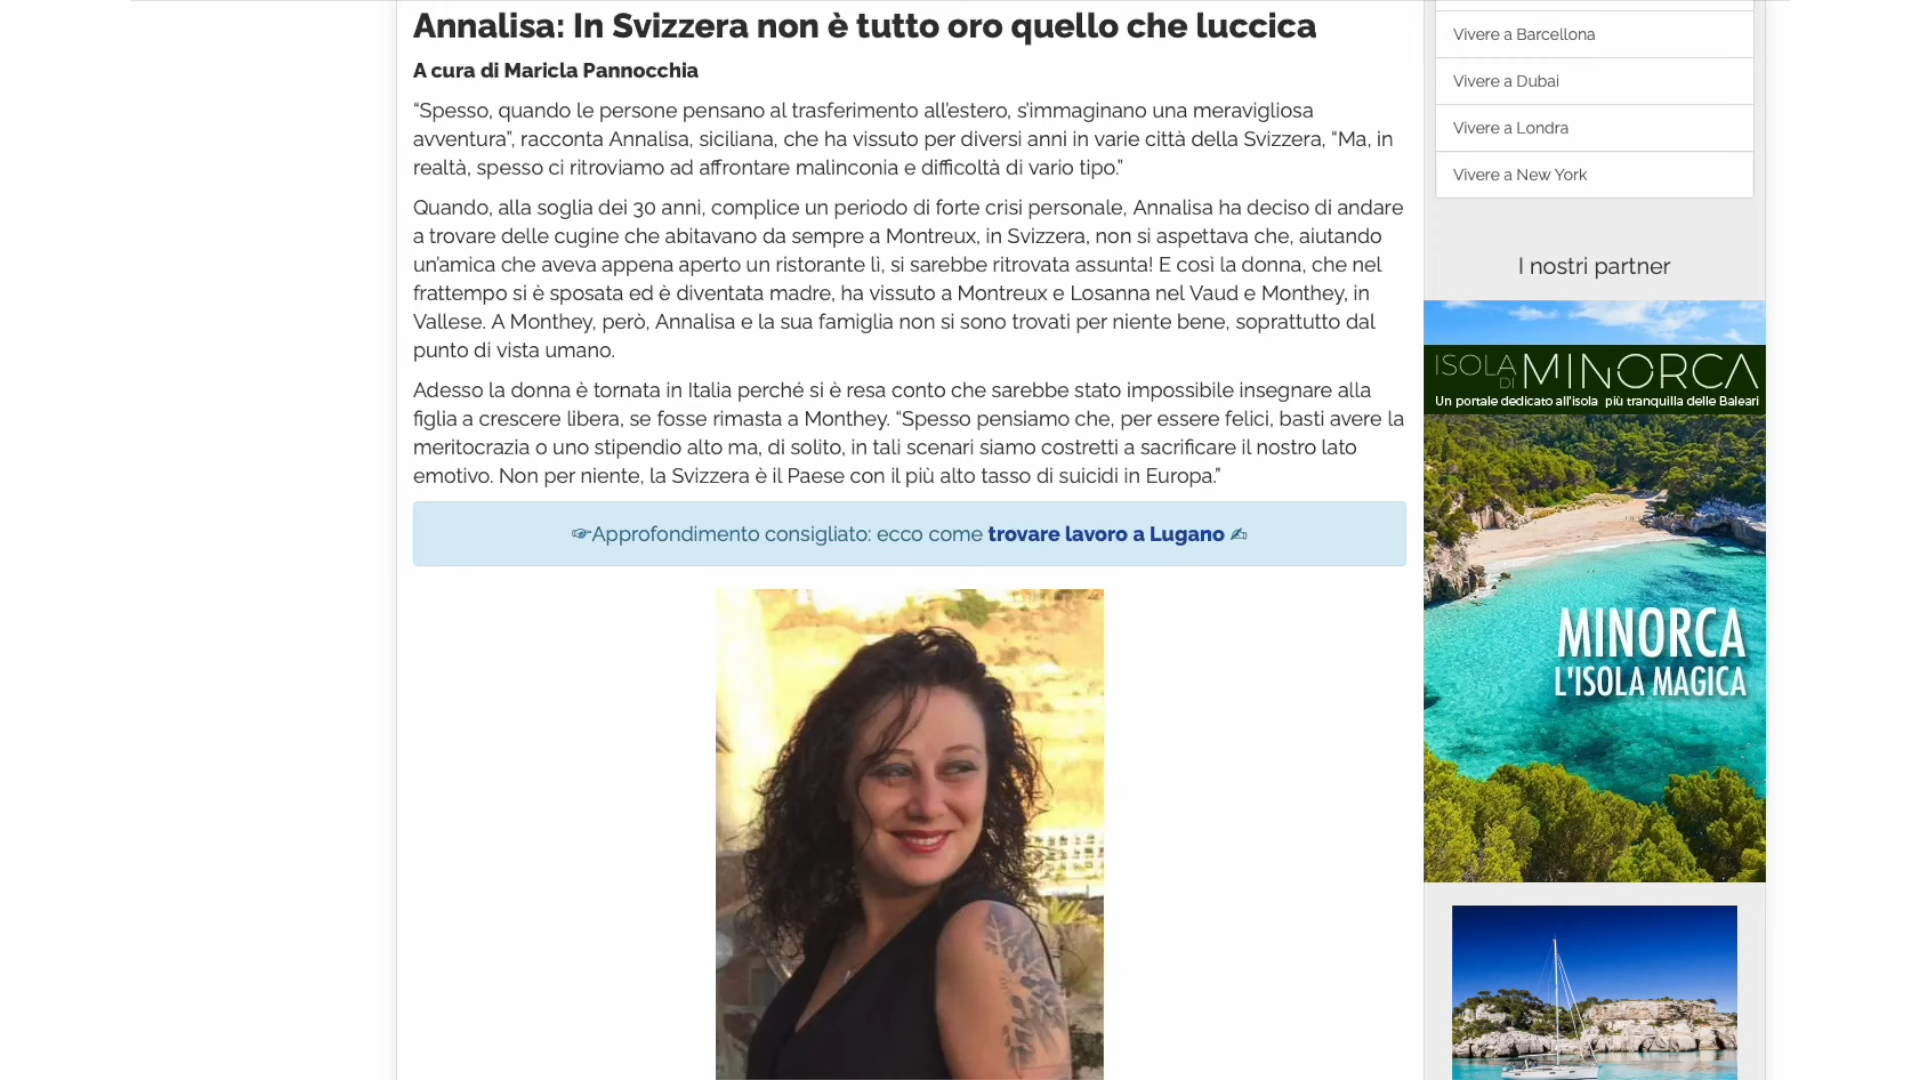 Annalisa: In Svizzera non è tutto oro quello che luccica
A cura di Maricla Pannocchia
“Spesso, quando le persone pensano al trasferimento all’estero, s’immaginano una meravigliosa
avventura”, racconta Annalisa, siciliana, che ha vissuto per diversi anni in varie città della Svizzera, “Ma, in
realtà, spesso ci ritroviamo ad affrontare malinconia e difficoltà di vario tipo.”
Quando, alla soglia dei 30 anni, complice un periodo di forte crisi personale, Annalisa ha deciso di andare
a trovare delle cugine che abitavano da sempre a Montreux, in Svizzera, non si aspettava che, aiutando
un’amica che aveva appena aperto un ristorante lì, si sarebbe ritrovata assunta! E così la donna, che nel
frattempo si è sposata ed è diventata madre, ha vissuto a Montreux e Losanna nel Vaud e Monthey, in
Vallese. A Monthey, però, Annalisa e la sua famiglia non si sono trovati per niente bene, soprattutto dal
punto di vista umano.
Adesso la donna è tornata in Italia perché si è resa conto che sarebbe stato impossibile insegnare alla
figlia a crescere libera, se fosse rimasta a Monthey. “Spesso pensiamo che, per essere felici, basti avere la
meritocrazia o uno stipendio alto ma, di solito, in tali scenari siamo costretti a sacrificare il nostro lato
emotivo. Non per niente, la Svizzera è il Paese con il più alto tasso di suicidi in Europa.”
☞Approfondimento consigliato: ecco come trovare lavoro a Lugano ✍
Vivere a Barcellona
Vivere a Dubai
Vivere a Londra
Vivere a New York
I nostri partner
ISOLA DI MINORCA
Un portale dedicato all'isola più tranquilla delle Baleari
MINORCA
L'ISOLA MAGICA